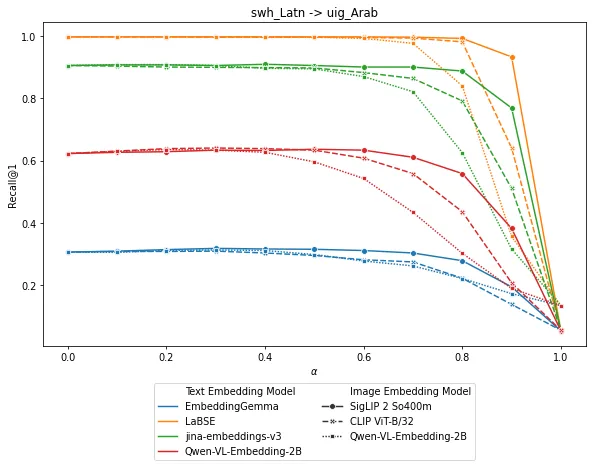 swh_Latn -> uig_Arab
1.0
0.8
0.6
0.4
0.2
Recall@1
0.0 0.2 0.4 0.6 0.8 1.0
α
Text Embedding Model Image Embedding Model
EmbeddingGemma SigLIP 2 So400m
LaBSE CLIP ViT-B/32
jina-embeddings-v3 Qwen-VL-Embedding-2B
Qwen-VL-Embedding-2B